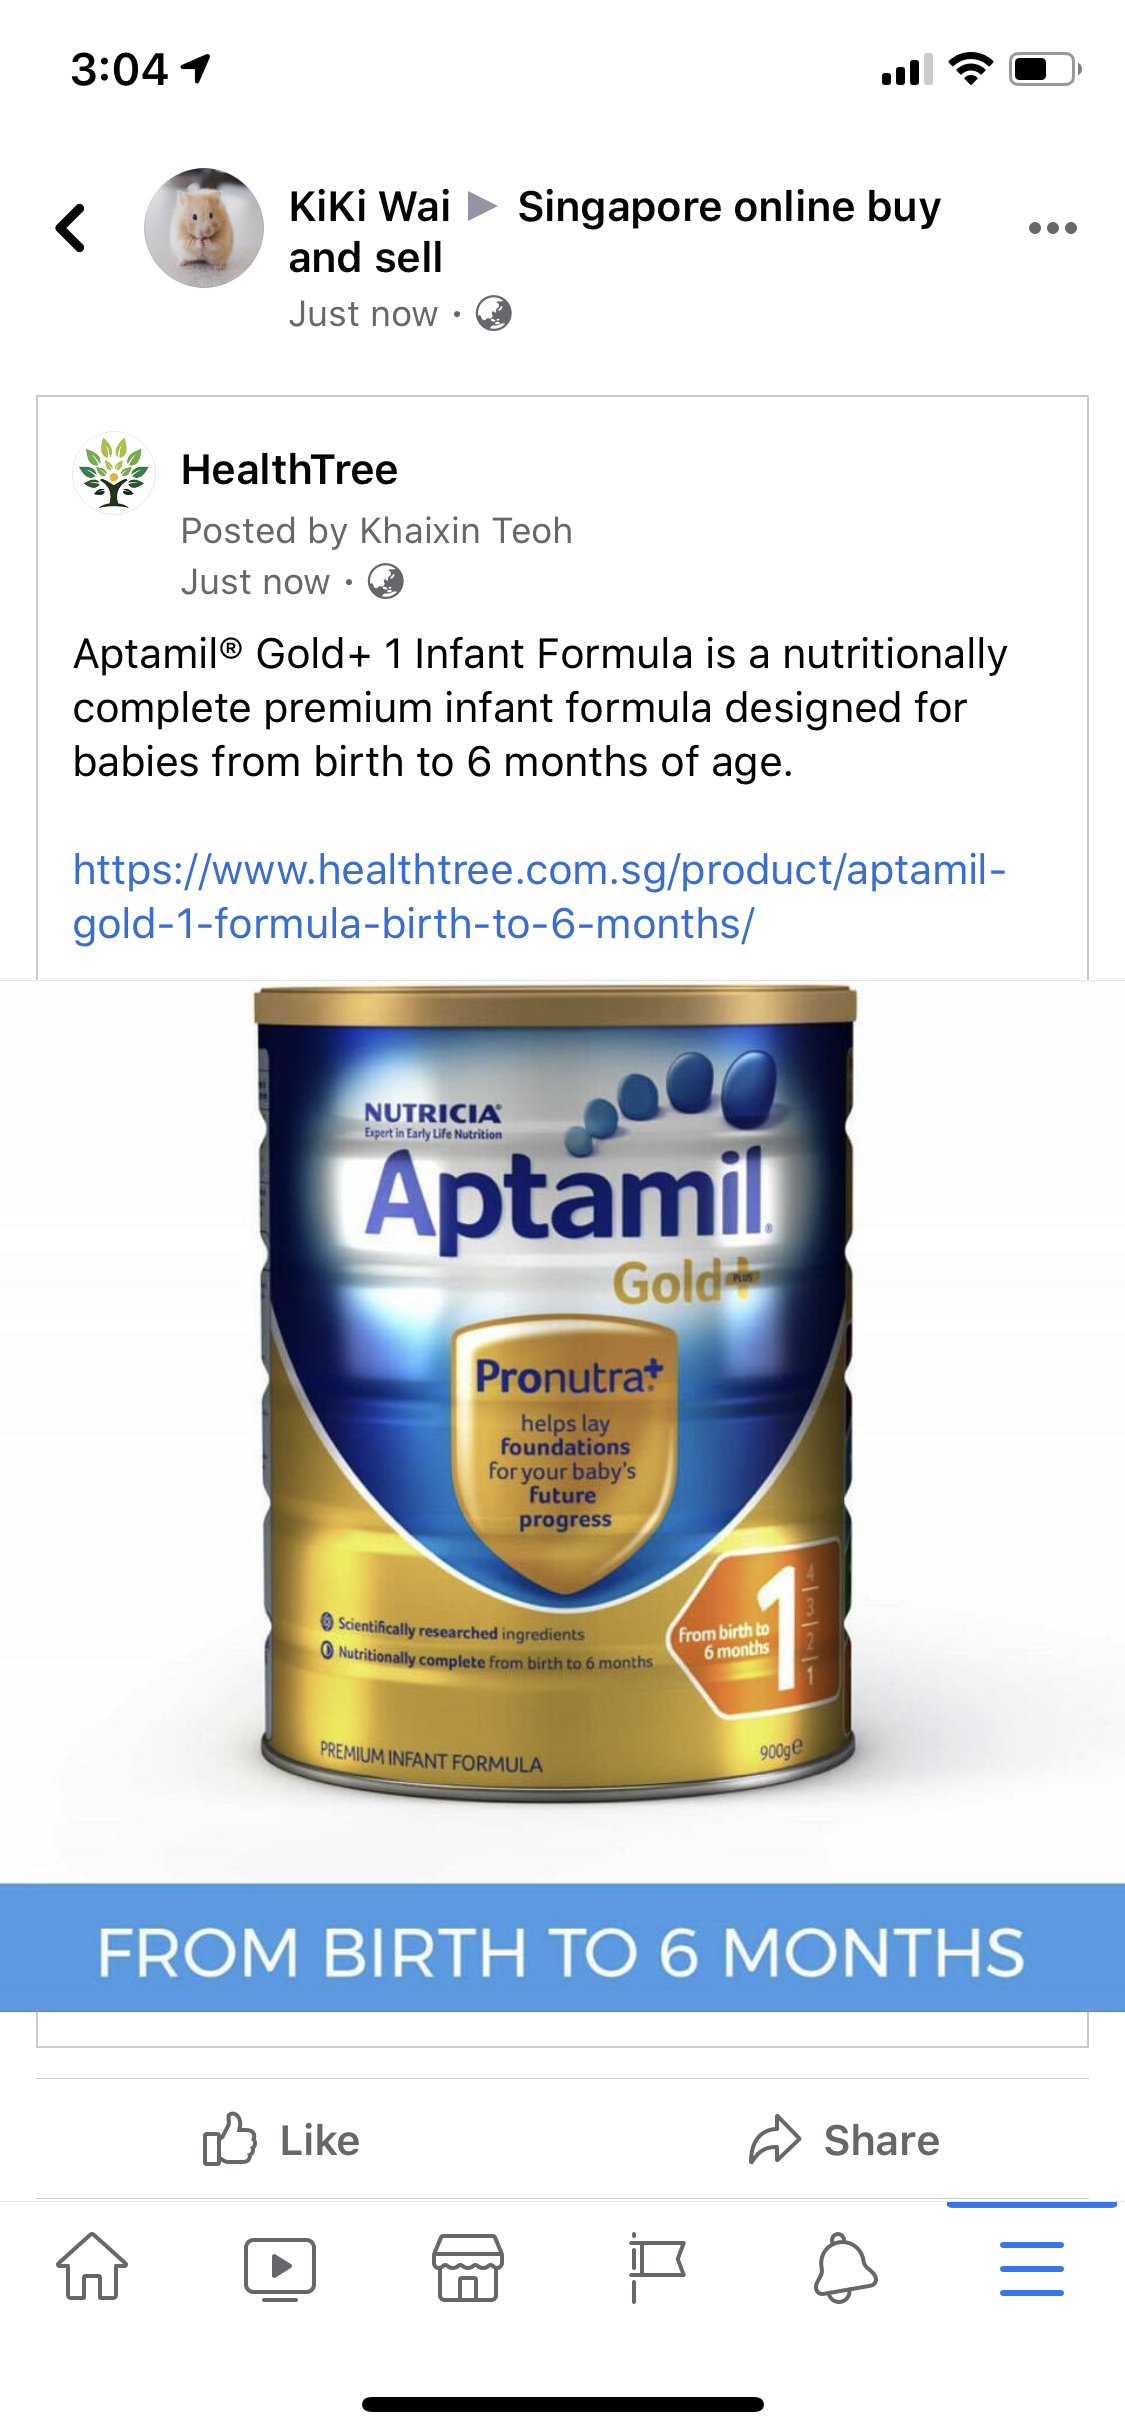 3:04
KiKi Wai ▶ Singapore online buy
and sell
Just now ·
HealthTree
Posted by Khaixin Teoh
Just now ·
Aptamil® Gold+ 1 Infant Formula is a nutritionally
complete premium infant formula designed for
babies from birth to 6 months of age.
https://www.healthtree.com.sg/product/aptamil-
gold-1-formula-birth-to-6-months/
NUTRICIA
Expert in Early Life Nutrition
Aptamil®
Gold+ PLUS
Pronutra+
helps lay
foundations
for your baby's
future
progress
Scientifically researched ingredients
Nutritionally complete from birth to 6 months
From birth to
6 months
1
4
3
2
1
PREMIUM INFANT FORMULA
900g e
FROM BIRTH TO 6 MONTHS
Like
Share